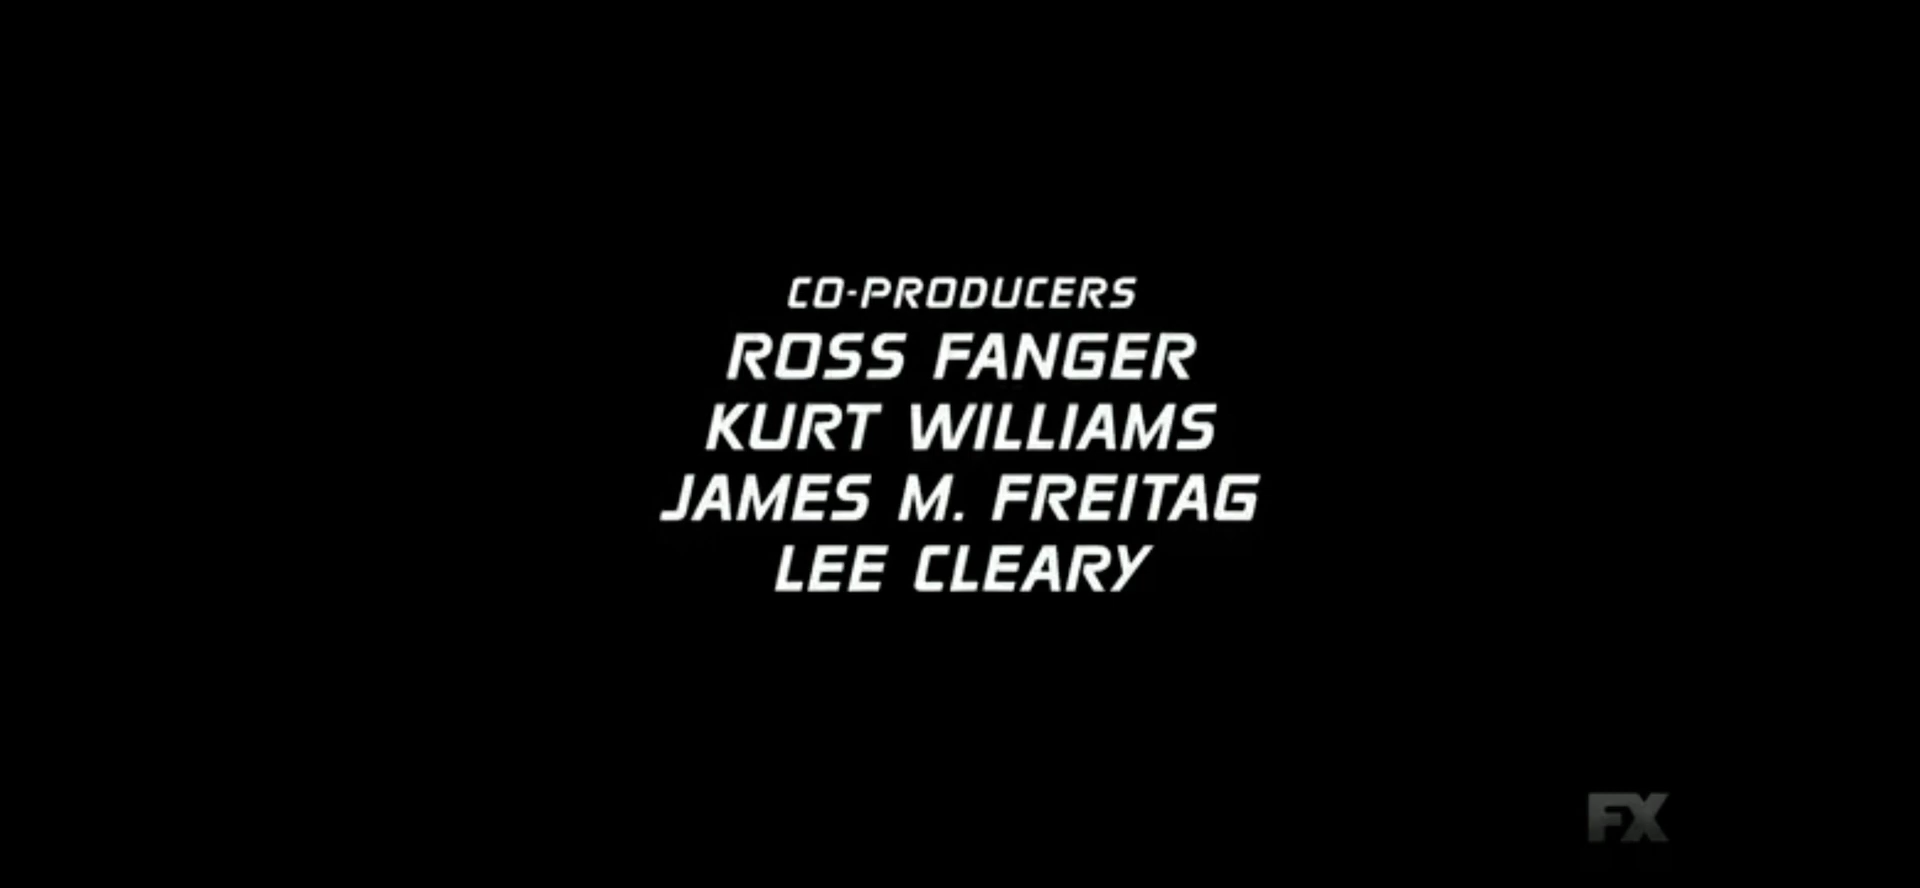 CO-PRODUCERS
ROSS FANGER
KURT WILLIAMS
JAMES M. FREITAG
LEE CLEARY
FX